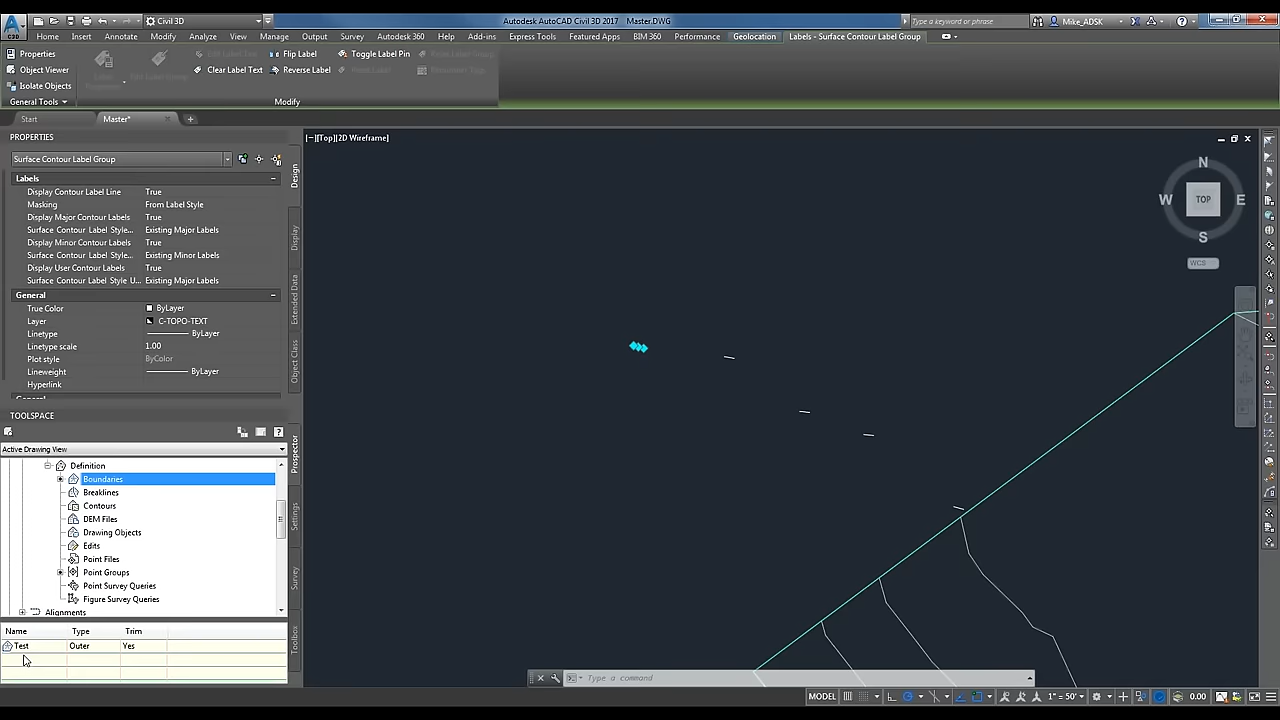 Civil 3D
Autodesk AutoCAD Civil 3D 2017   Master.DWG
Type a keyword or phrase
Mike_ADSK
Home Insert Annotate Modify Analyze View Manage Output Survey Autodesk 360 Help Add-ins Express Tools Featured Apps BIM 360 Performance Geolocation Labels - Surface Contour Label Group
Properties
Flip Label
Toggle Label Pin
Object Viewer
Clear Label Text
Reverse Label
Isolate Objects
General Tools
Modify
Start
Master*
PROPERTIES
[−][Top][2D Wireframe]
Surface Contour Label Group
Design
Labels
Display Contour Label Line True
Masking From Label Style
Display Major Contour Labels True
Surface Contour Label Style... Existing Major Labels
Display Minor Contour Labels True
Surface Contour Label Style... Existing Minor Labels
Display User Contour Labels True
Surface Contour Label Style U... Existing Major Labels
Display
Extended Data
Object Class
General
True Color ByLayer
Layer C-TOPO-TEXT
Linetype ByLayer
Linetype scale 1.00
Plot style ByColor
Lineweight ByLayer
Hyperlink
N
W TOP E
S
WCS
TOOLSPACE
Active Drawing View
Prospector
Settings
Survey
Toolbox
Definition
Boundaries
Breaklines
Contours
DEM Files
Drawing Objects
Edits
Point Files
Point Groups
Point Survey Queries
Figure Survey Queries
Alignments
Name Type Trim
Test Outer Yes
Type a command
MODEL
1" = 50'
0.00